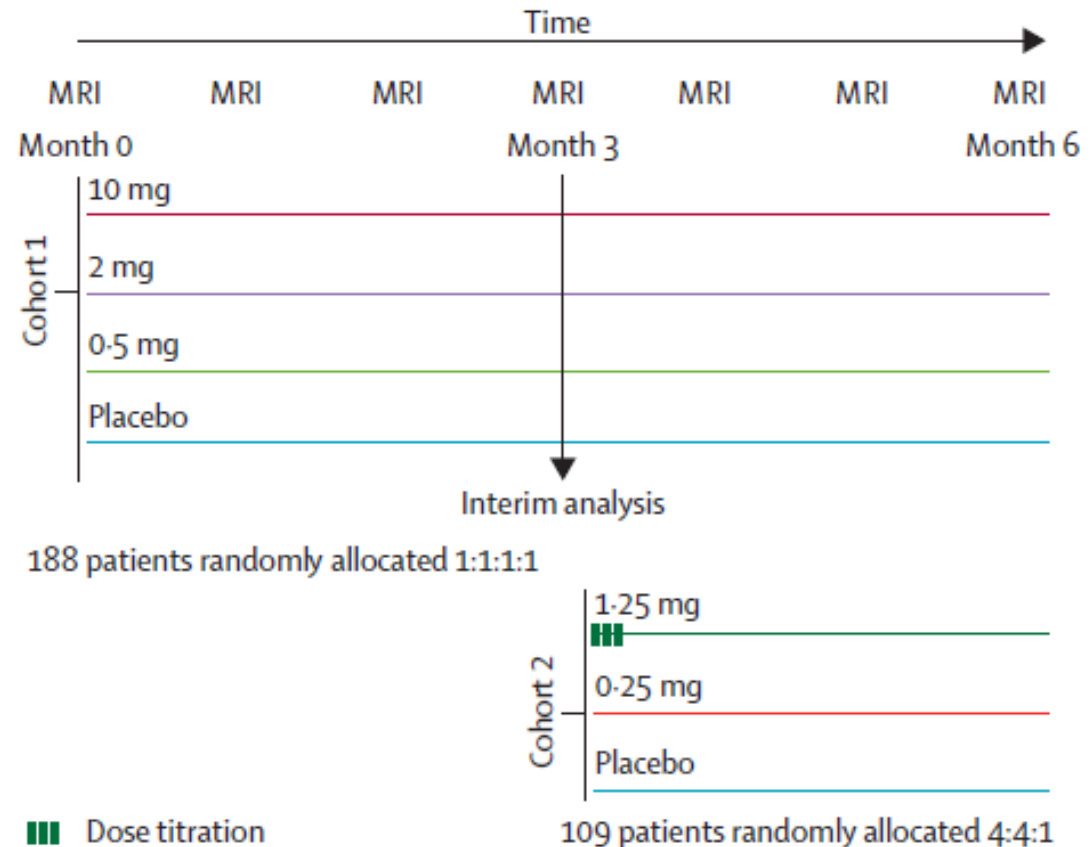 Time
MRI MRI MRI MRI MRI MRI MRI
Month 0 Month 3 Month 6
Cohort 1
10 mg
2 mg
0·5 mg
Placebo
Interim analysis
188 patients randomly allocated 1:1:1:1
Cohort 2
1·25 mg
0·25 mg
Placebo
Dose titration
109 patients randomly allocated 4:4:1